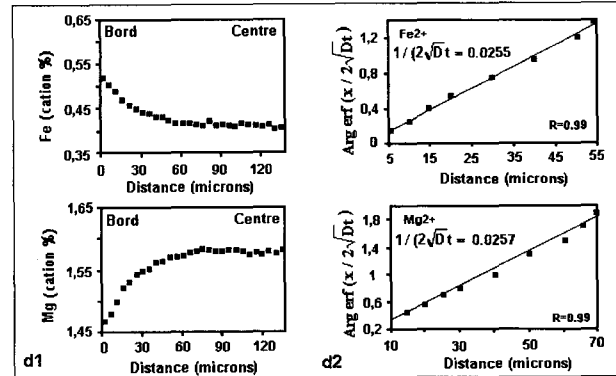 Bord Centre
0,65
0,55
0,45
0,35
Fe (cation %)
0 30 60 90 120
Distance (microns)
Fe2+
1/(2√Dt = 0.0255
R=0.99
1,2
0,8
0,4
0
Arg erf (x / 2√Dt)
5 15 25 35 45 55
Distance (microns)
Bord Centre
1,65
1,55
1,45
Mg (cation %)
0 30 60 90 120
Distance (microns)
d1
Mg2+
1/(2√Dt = 0.0257
R=0.99
1,8
1,4
1
0,6
0,2
Arg erf (x / 2√Dt)
10 30 50 70
Distance (microns)
d2